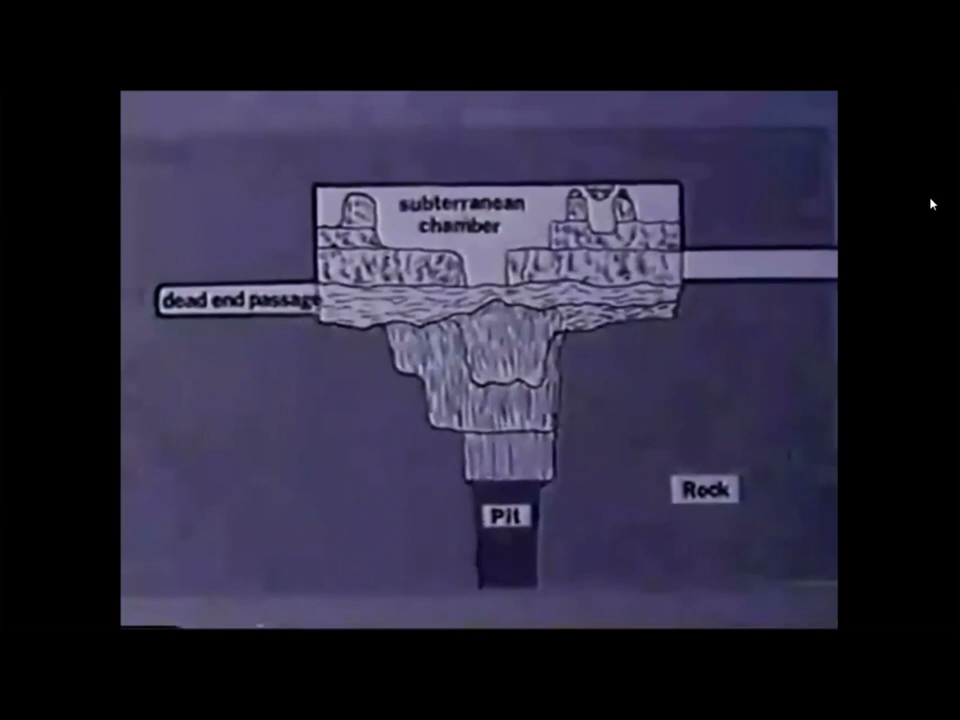 subterranean
chamber
dead end passage
Rock
Pit